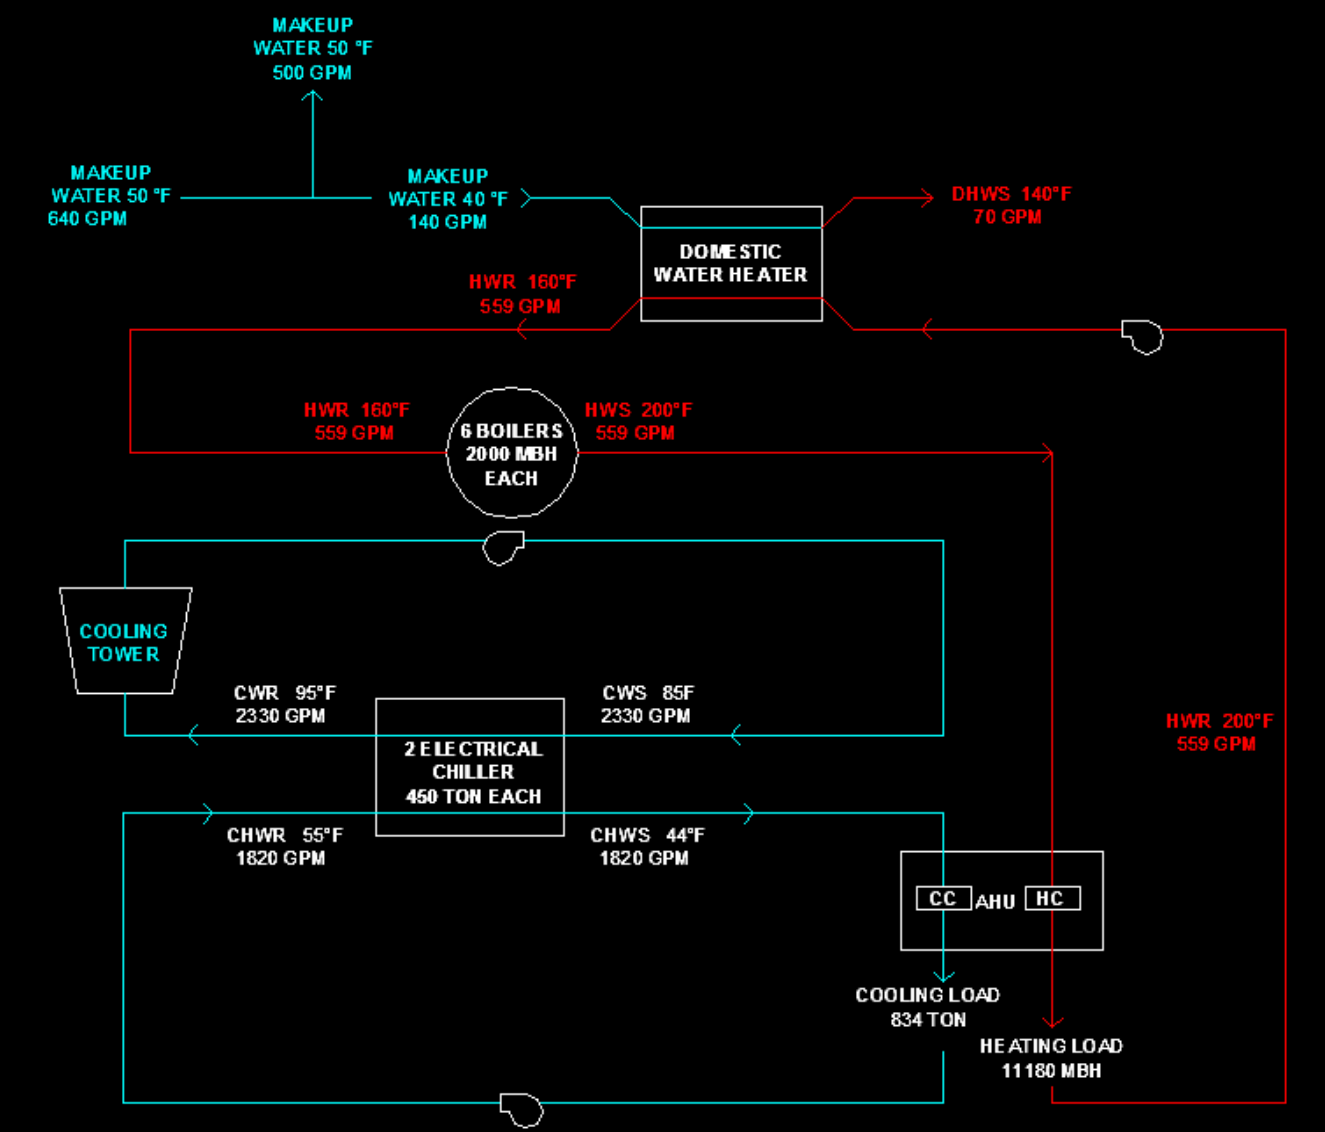 MAKEUP
WATER 50 °F
500 GPM
MAKEUP
WATER 50 °F
640 GPM
MAKEUP
WATER 40 °F
140 GPM
DHWS 140°F
70 GPM
DOMESTIC
WATER HEATER
HWR 160°F
559 GPM
HWR 160°F
559 GPM
6 BOILERS
2000 MBH
EACH
HWS 200°F
559 GPM
COOLING
TOWER
CWR 95°F
2330 GPM
CWS 85F
2330 GPM
HWR 200°F
559 GPM
2 ELECTRICAL
CHILLER
450 TON EACH
CHWR 55°F
1820 GPM
CHWS 44°F
1820 GPM
CC AHU HC
COOLING LOAD
834 TON
HEATING LOAD
11180 MBH